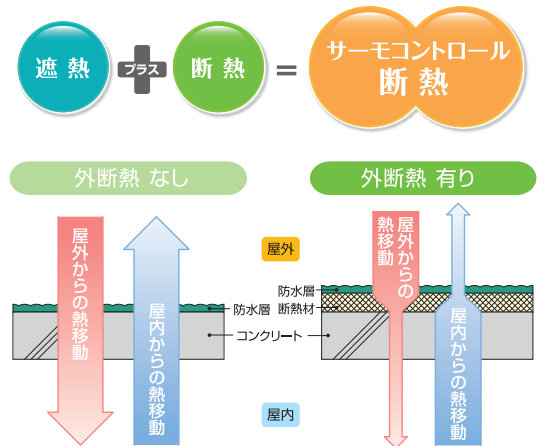 遮熱
プラス
断熱
=
サーモコントロール
断熱
外断熱 なし
外断熱 有り
屋外からの熱移動
屋内からの熱移動
屋外
屋外からの
熱移動
屋内からの熱移動
防水層
防水層
断熱材
コンクリート
屋内